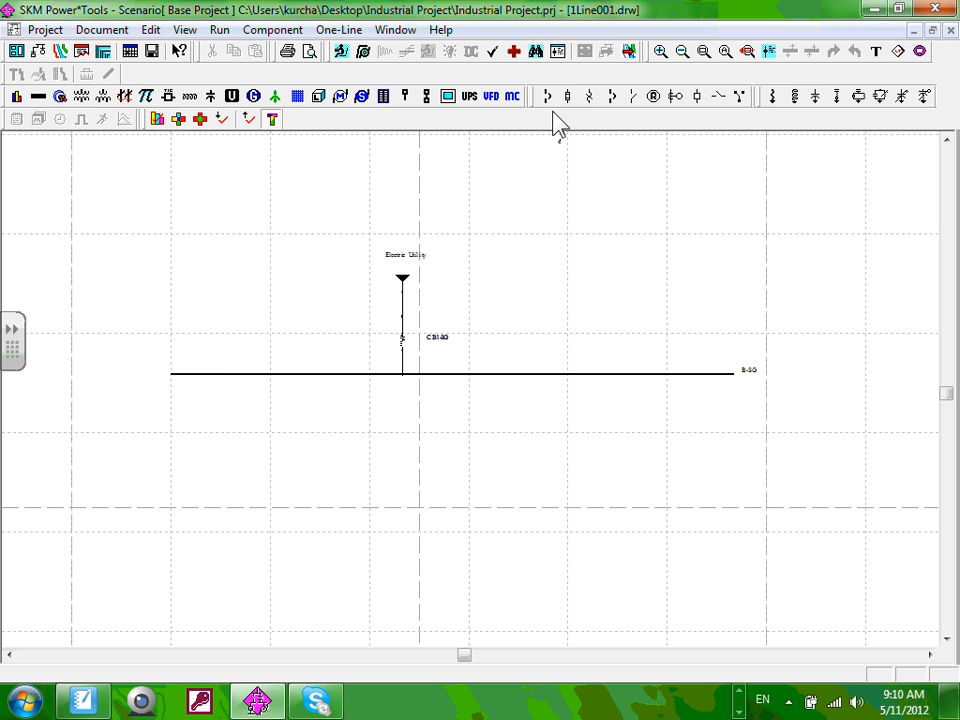 SKM Power*Tools - Scenario[ Base Project ] C:\Users\kurcha\Desktop\Industrial Project\Industrial Project.prj - [1Line001.drw]
Project Document Edit View Run Component One-Line Window Help
DC
T
UPS VFD MC
Electric Utility
B-SG
EN
9:10 AM
5/11/2012